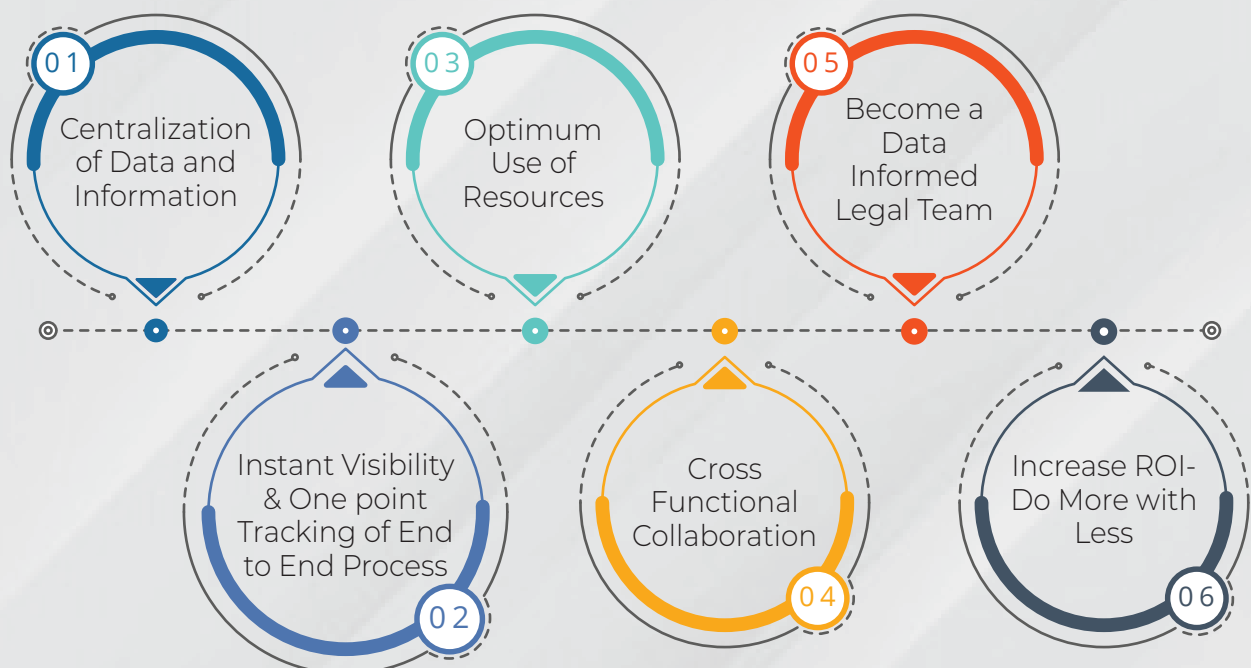 01
Centralization
of Data and
Information
02
Instant Visibility
& One point
Tracking of End
to End Process
03
Optimum
Use of
Resources
04
Cross
Functional
Collaboration
05
Become a
Data
Informed
Legal Team
06
Increase ROI-
Do More with
Less